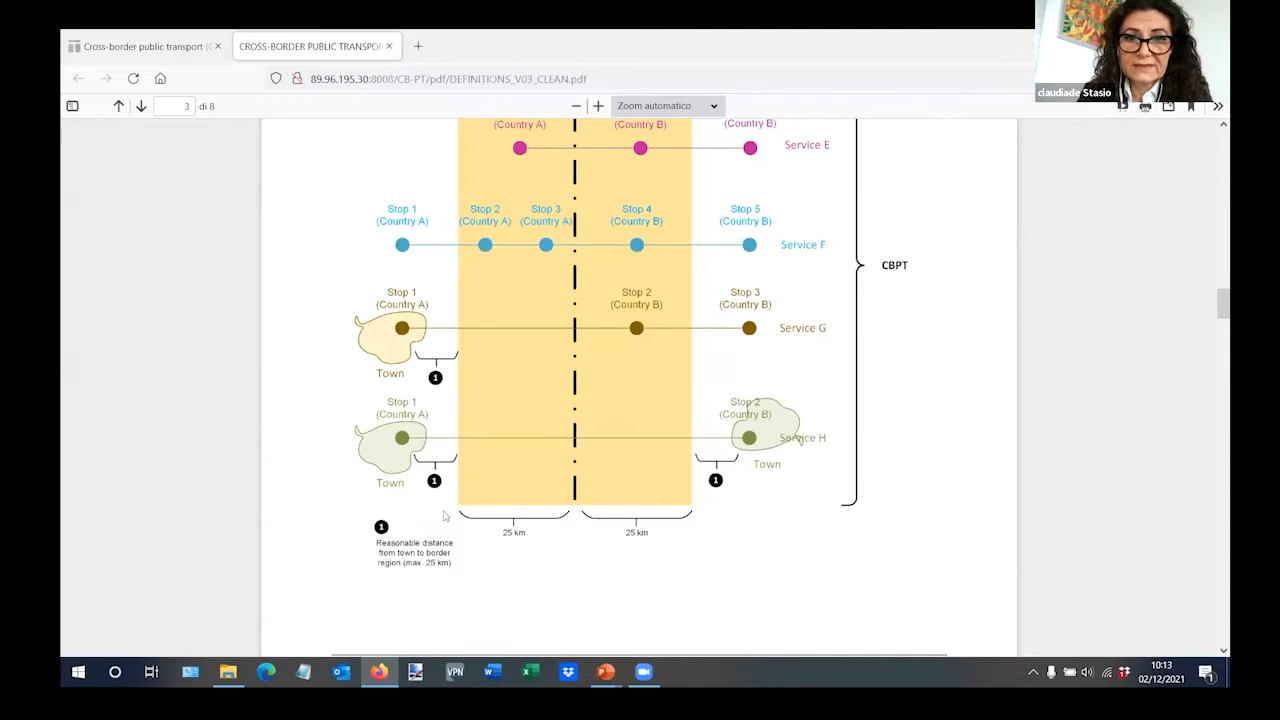 Cross-border public transport (C
CROSS-BORDER PUBLIC TRANSPOR
89.96.195.30:8008/CB-PT/pdf/DEFINITIONS_V03_CLEAN.pdf
claudiade Stasio
3 di 8
Zoom automatico
(Country A) (Country B) (Country B)
Service E
Stop 1 Stop 2 Stop 3 Stop 4 Stop 5
(Country A) (Country A) (Country A) (Country B) (Country B)
Service F
CBPT
Stop 1 Stop 2 Stop 3
(Country A) (Country B) (Country B)
Service G
Town
1
Stop 1 Stop 2
(Country A) (Country B)
Service H
Town
Town
1 1
25 km 25 km
1
Reasonable distance
from town to border
region (max. 25 km)
VPN
10:13
02/12/2021
1